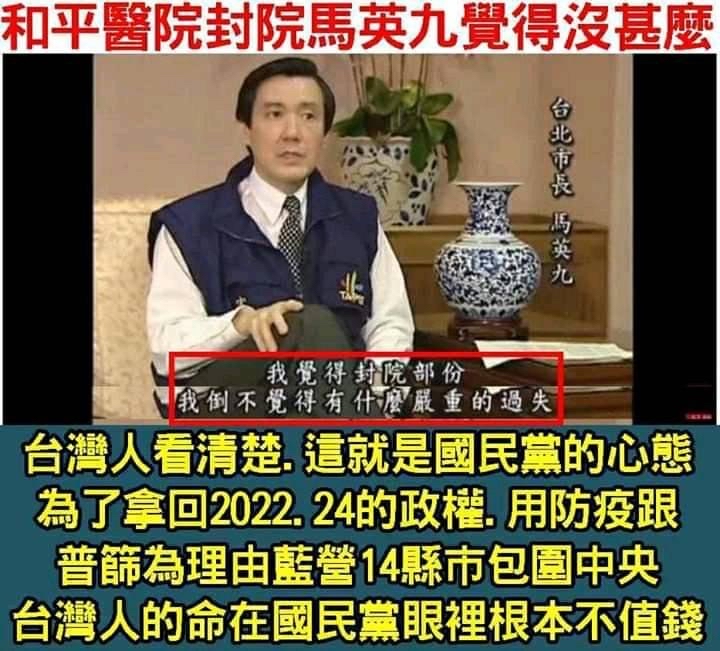 和平醫院封院馬英九覺得沒甚麼
台北市長 馬英九
我覺得封院部份
我倒不覺得有什麼嚴重的過失
台灣人看清楚.這就是國民黨的心態
為了拿回2022.24的政權.用防疫跟
普篩為理由藍營14縣市包圍中央
台灣人的命在國民黨眼裡根本不值錢